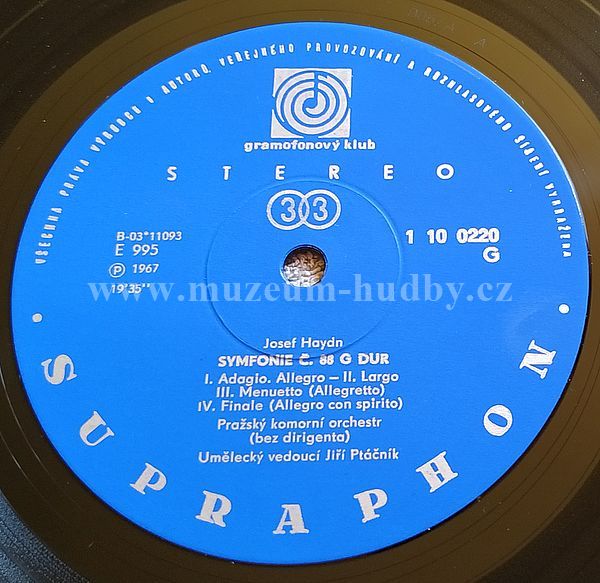 VŠECHNA PRÁVA VÝROBCŮ I AUTORŮ, VEŘEJNÉHO PROVOZOVÁNÍ A ROZHLASOVÉHO ŠÍŘENÍ VYHRAŽENA
gramofonový klub
STEREO
33
B-03*11093
E 995
Ⓟ 1967
19'35''
1 10 0220
G
www.muzeum-hudby.cz
Josef Haydn
SYMFONIE Č. 88 G DUR
I. Adagio. Allegro – II. Largo
III. Menuetto (Allegretto)
IV. Finale (Allegro con spirito)
Pražský komorní orchestr
(bez dirigenta)
Umělecký vedoucí Jiří Ptáčník
• SUPRAPHON •